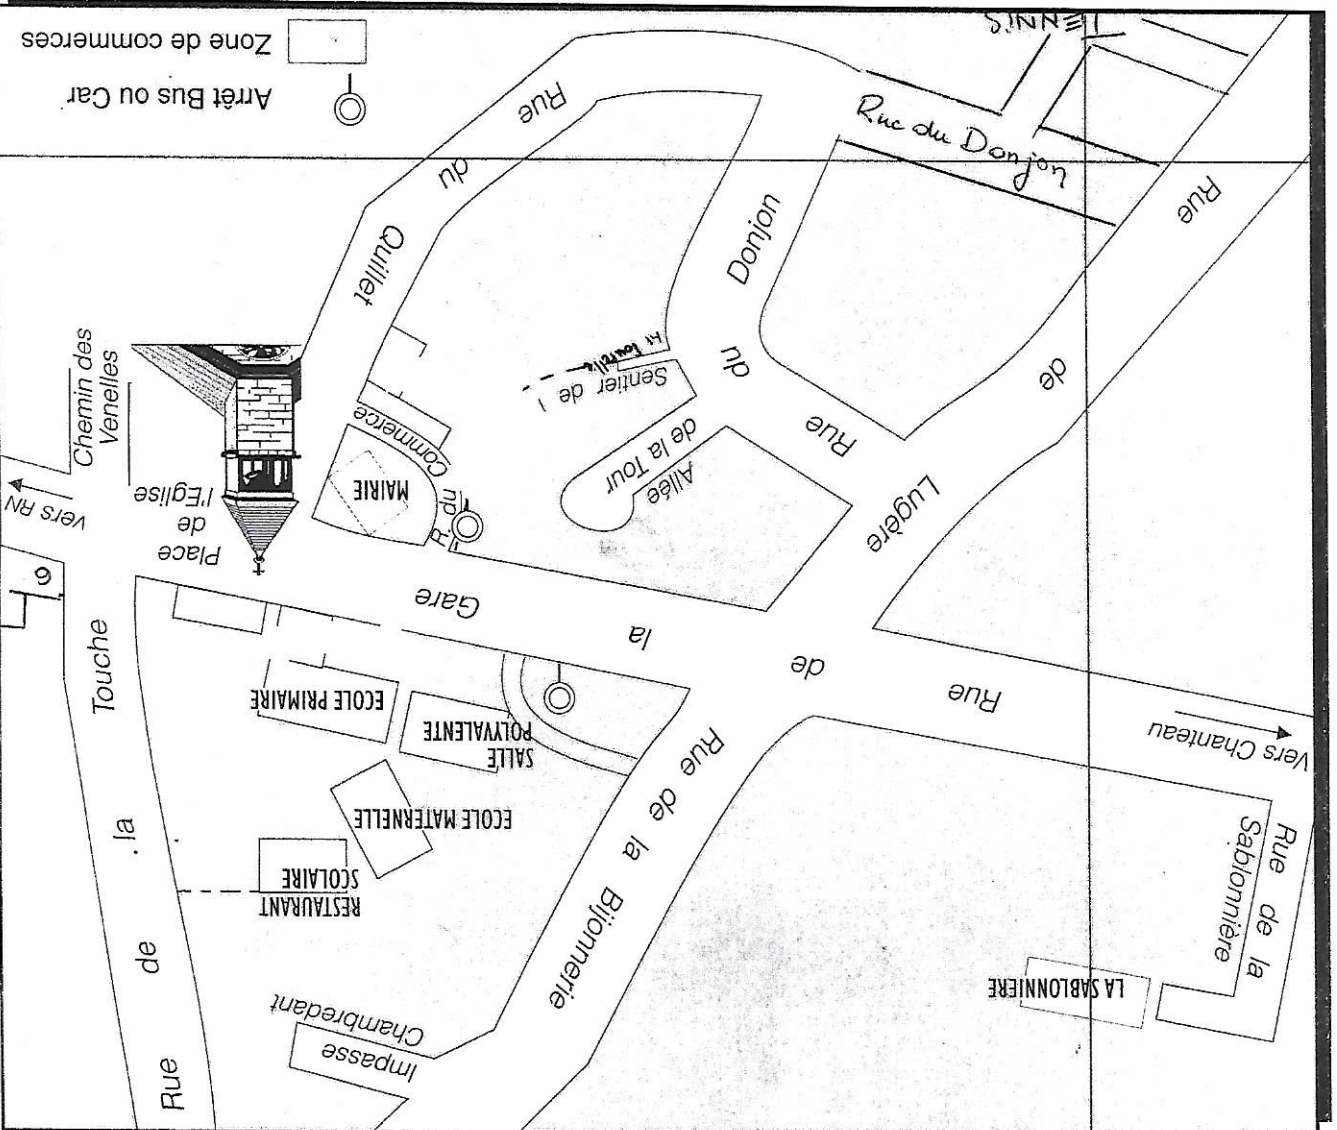 Rue de la
Sablonnière
LA SABLONNIERE
Vers Chanteau
Impasse
Chambredant
Rue de la Bijonnerie
RESTAURANT
SCOLAIRE
ECOLE MATERNELLE
SALLE
POLYVALENTE
ECOLE PRIMAIRE
Rue de la Touche
Rue de la Gare
6
vers RN
Place
de
l'Eglise
Chemin des
Venelles
MAIRIE
R. du Commerce
Allée
de la Tour
Sentier de l
Rue de Lugère
Rue du Donjon
Rue du Quillet
Rue du Donjon
TENNIS
Arrêt Bus ou Car
Zone de commerces